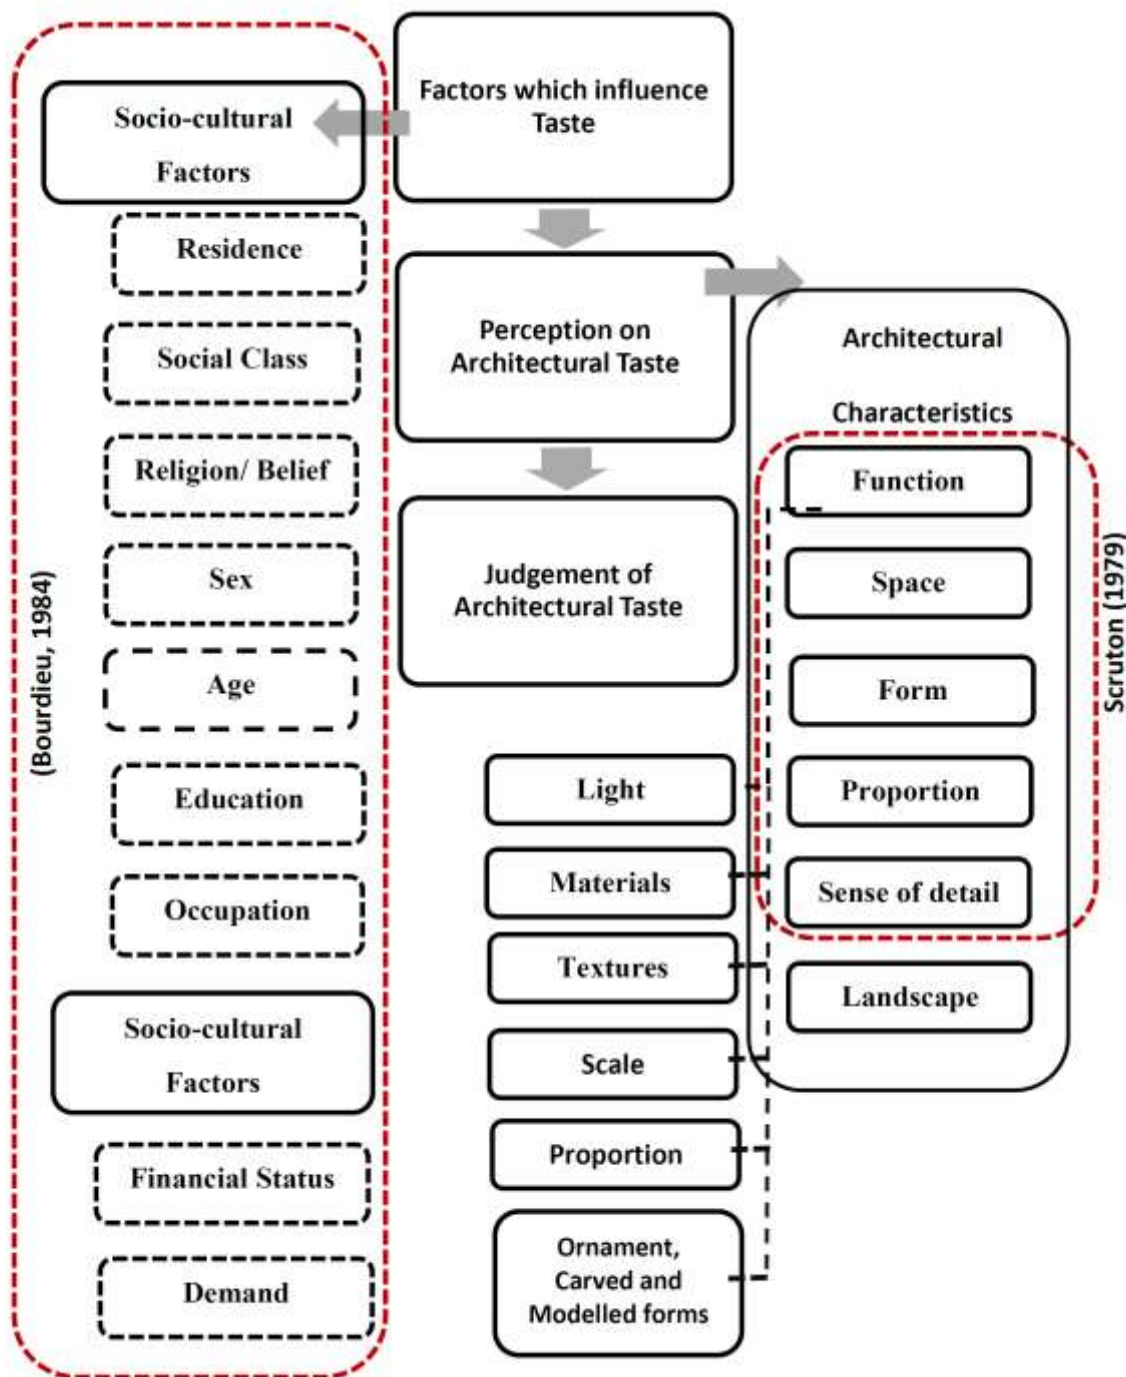 Factors which influence
Taste
Socio-cultural
Factors
Residence
Social Class
Religion/ Belief
Sex
Age
Education
Occupation
Socio-cultural
Factors
Financial Status
Demand
(Bourdieu, 1984)
Perception on
Architectural Taste
Judgement of
Architectural Taste
Architectural
Characteristics
Function
Space
Form
Proportion
Sense of detail
Landscape
Scruton (1979)
Light
Materials
Textures
Scale
Proportion
Ornament,
Carved and
Modelled forms